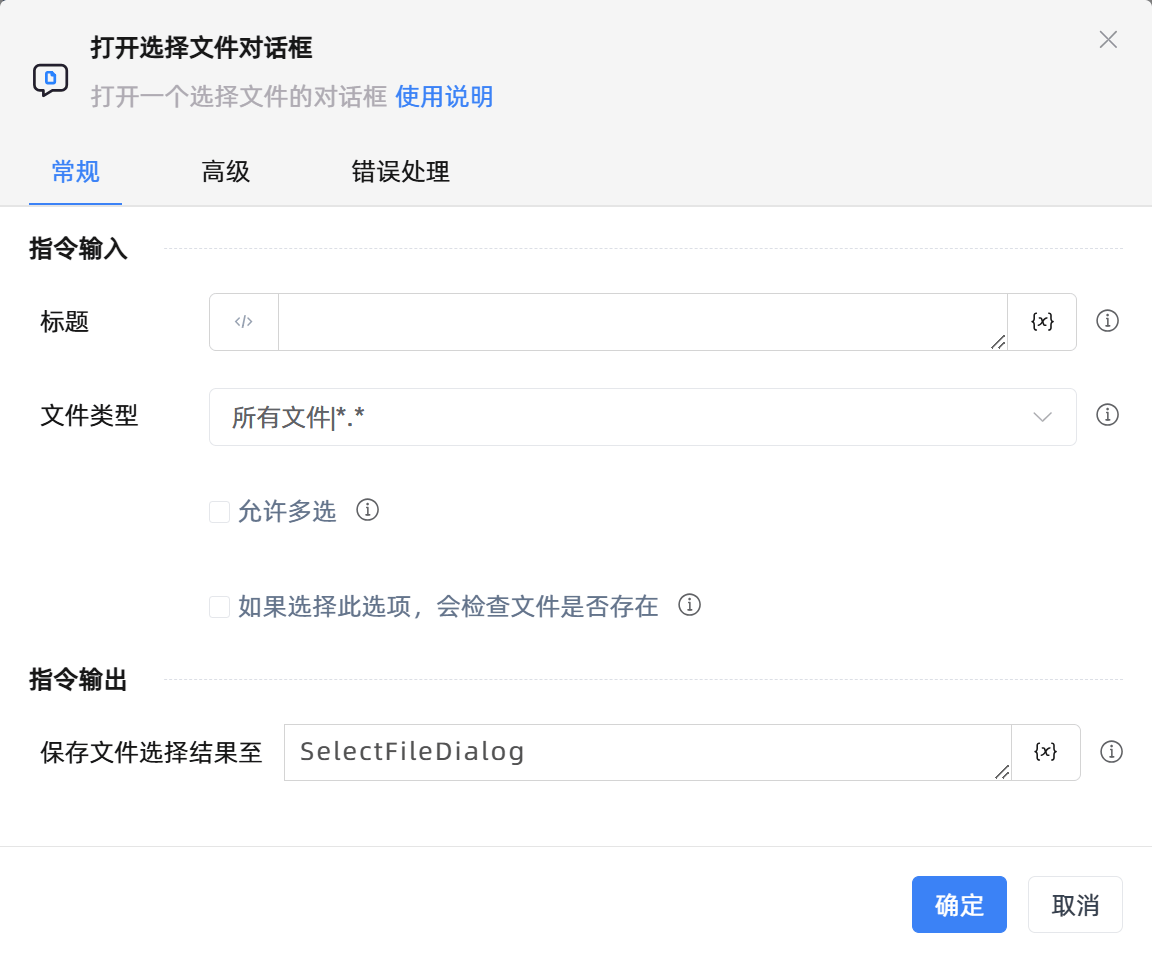 打开选择文件对话框
打开一个选择文件的对话框 使用说明
常规 高级 错误处理
指令输入
标题 </> {x}
文件类型 所有文件|*.*
允许多选
如果选择此选项，会检查文件是否存在
指令输出
保存文件选择结果至 SelectFileDialog {x}
确定 取消